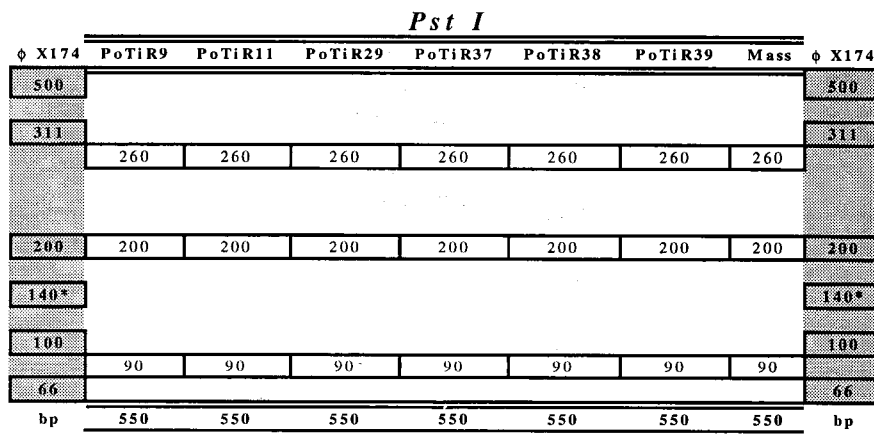 Pst I
φ X174 PoTiR9 PoTiR11 PoTiR29 PoTiR37 PoTiR38 PoTiR39 Mass φ X174
500 500
311 311
260 260 260 260 260 260 260
200 200 200 200 200 200 200 200 200
140* 140*
100 100
90 90 90 90 90 90 90
66 66
bp 550 550 550 550 550 550 550 bp